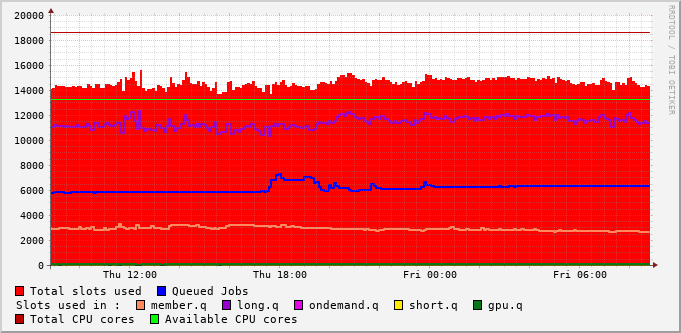 20000
18000
16000
14000
12000
10000
8000
6000
4000
2000
0
Thu 12:00 Thu 18:00 Fri 00:00 Fri 06:00
RRDTOOL / TOBI OETIKER
Total slots used Queued Jobs
Slots used in : member.q long.q ondemand.q short.q gpu.q
Total CPU cores Available CPU cores